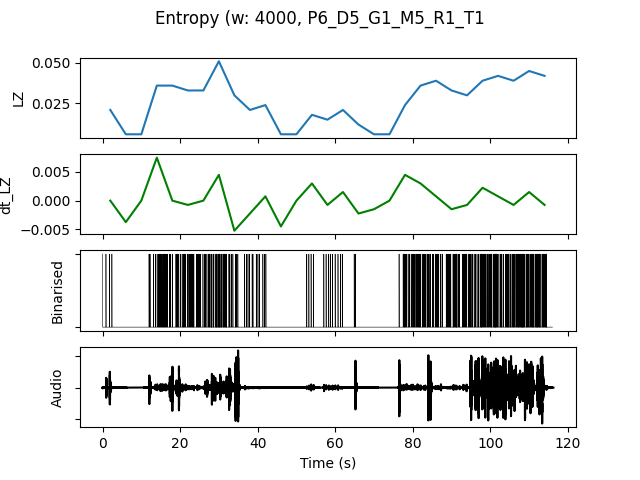 Entropy (w: 4000, P6_D5_G1_M5_R1_T1
0.050
0.025
LZ
0.005
0.000
−0.005
dt_LZ
Binarised
Audio
0 20 40 60 80 100 120
Time (s)